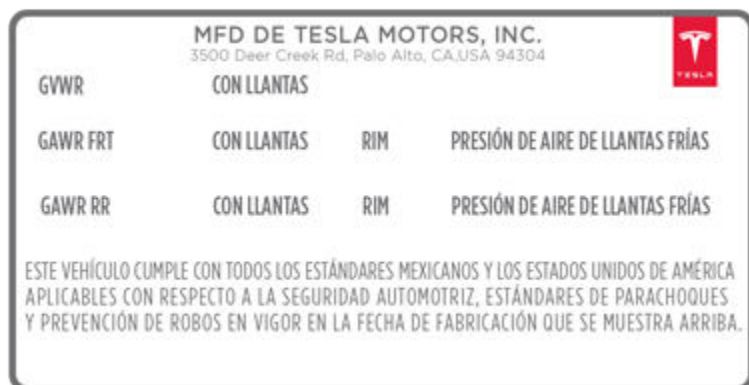 MFD DE TESLA MOTORS, INC.
3500 Deer Creek Rd, Palo Alto, CA,USA 94304
TESLA
GVWR CON LLANTAS
GAWR FRT CON LLANTAS RIM PRESIÓN DE AIRE DE LLANTAS FRÍAS
GAWR RR CON LLANTAS RIM PRESIÓN DE AIRE DE LLANTAS FRÍAS
ESTE VEHÍCULO CUMPLE CON TODOS LOS ESTÁNDARES MEXICANOS Y LOS ESTADOS UNIDOS DE AMÉRICA
APLICABLES CON RESPECTO A LA SEGURIDAD AUTOMOTRIZ, ESTÁNDARES DE PARACHOQUES
Y PREVENCIÓN DE ROBOS EN VIGOR EN LA FECHA DE FABRICACIÓN QUE SE MUESTRA ARRIBA.